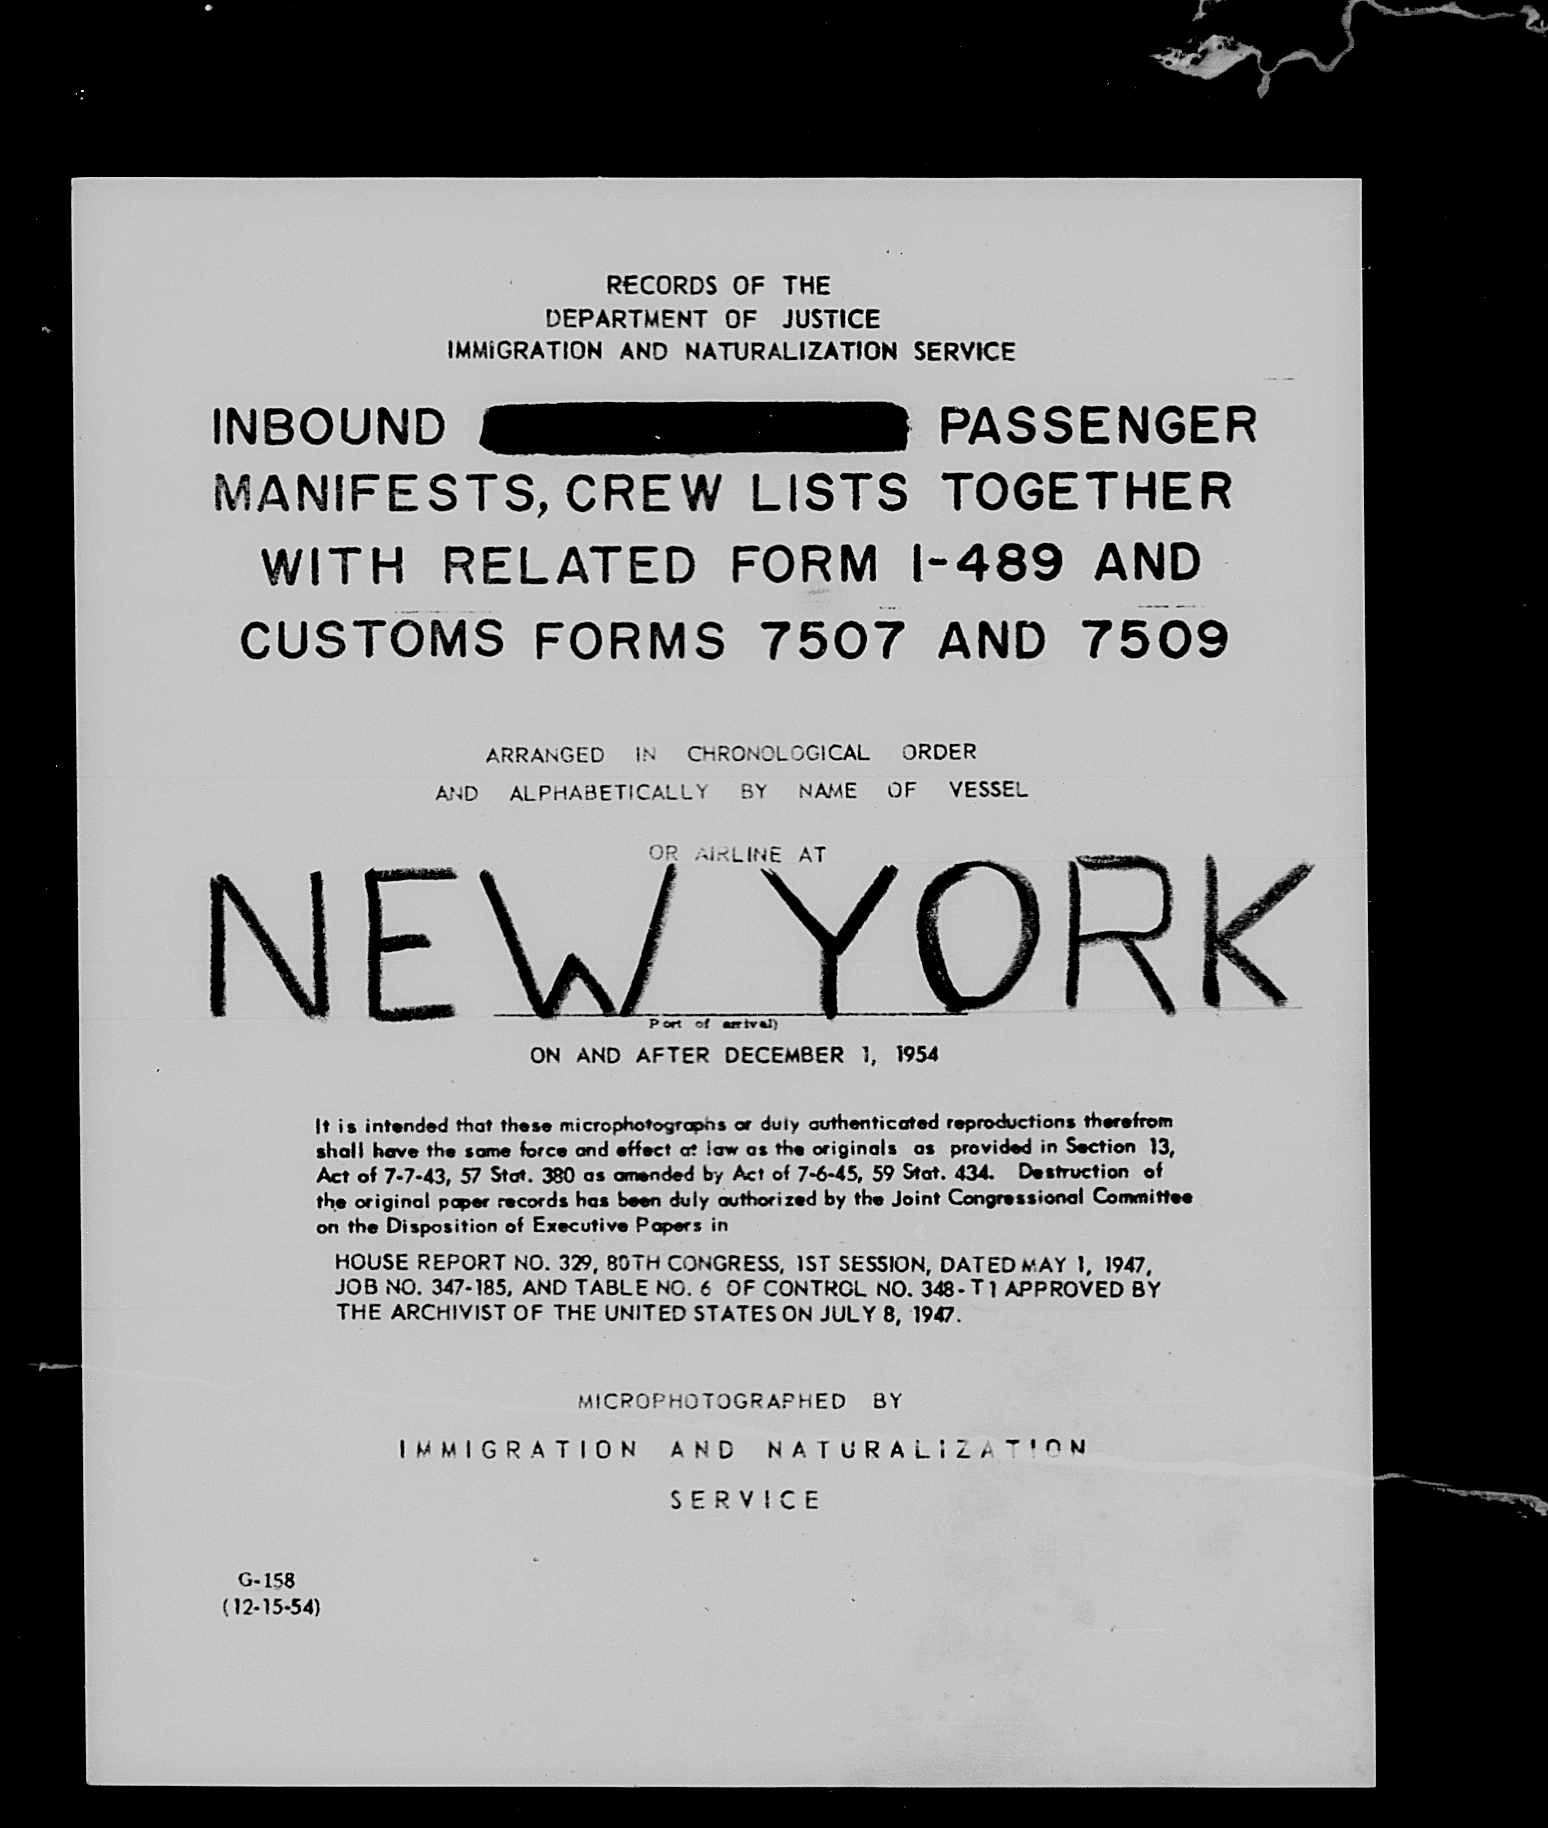 RECORDS OF THE
DEPARTMENT OF JUSTICE
IMMIGRATION AND NATURALIZATION SERVICE
INBOUND PASSENGER
MANIFESTS, CREW LISTS TOGETHER
WITH RELATED FORM I-489 AND
CUSTOMS FORMS 7507 AND 7509
ARRANGED IN CHRONOLOGICAL ORDER
AND ALPHABETICALLY BY NAME OF VESSEL
OR AIRLINE AT
NEW YORK
Port of arrival)
ON AND AFTER DECEMBER 1, 1954
It is intended that these microphotographs or duly authenticated reproductions therefrom
shall have the same force and effect at law as the originals as provided in Section 13,
Act of 7-7-43, 57 Stat. 380 as amended by Act of 7-6-45, 59 Stat. 434. Destruction of
the original paper records has been duly authorized by the Joint Congressional Committee
on the Disposition of Executive Papers in
HOUSE REPORT NO. 329, 80TH CONGRESS, 1ST SESSION, DATED MAY 1, 1947,
JOB NO. 347-185, AND TABLE NO. 6 OF CONTROL NO. 348-T1 APPROVED BY
THE ARCHIVIST OF THE UNITED STATES ON JULY 8, 1947.
MICROPHOTOGRAPHED BY
IMMIGRATION AND NATURALIZATION
SERVICE
G-158
(12-15-54)